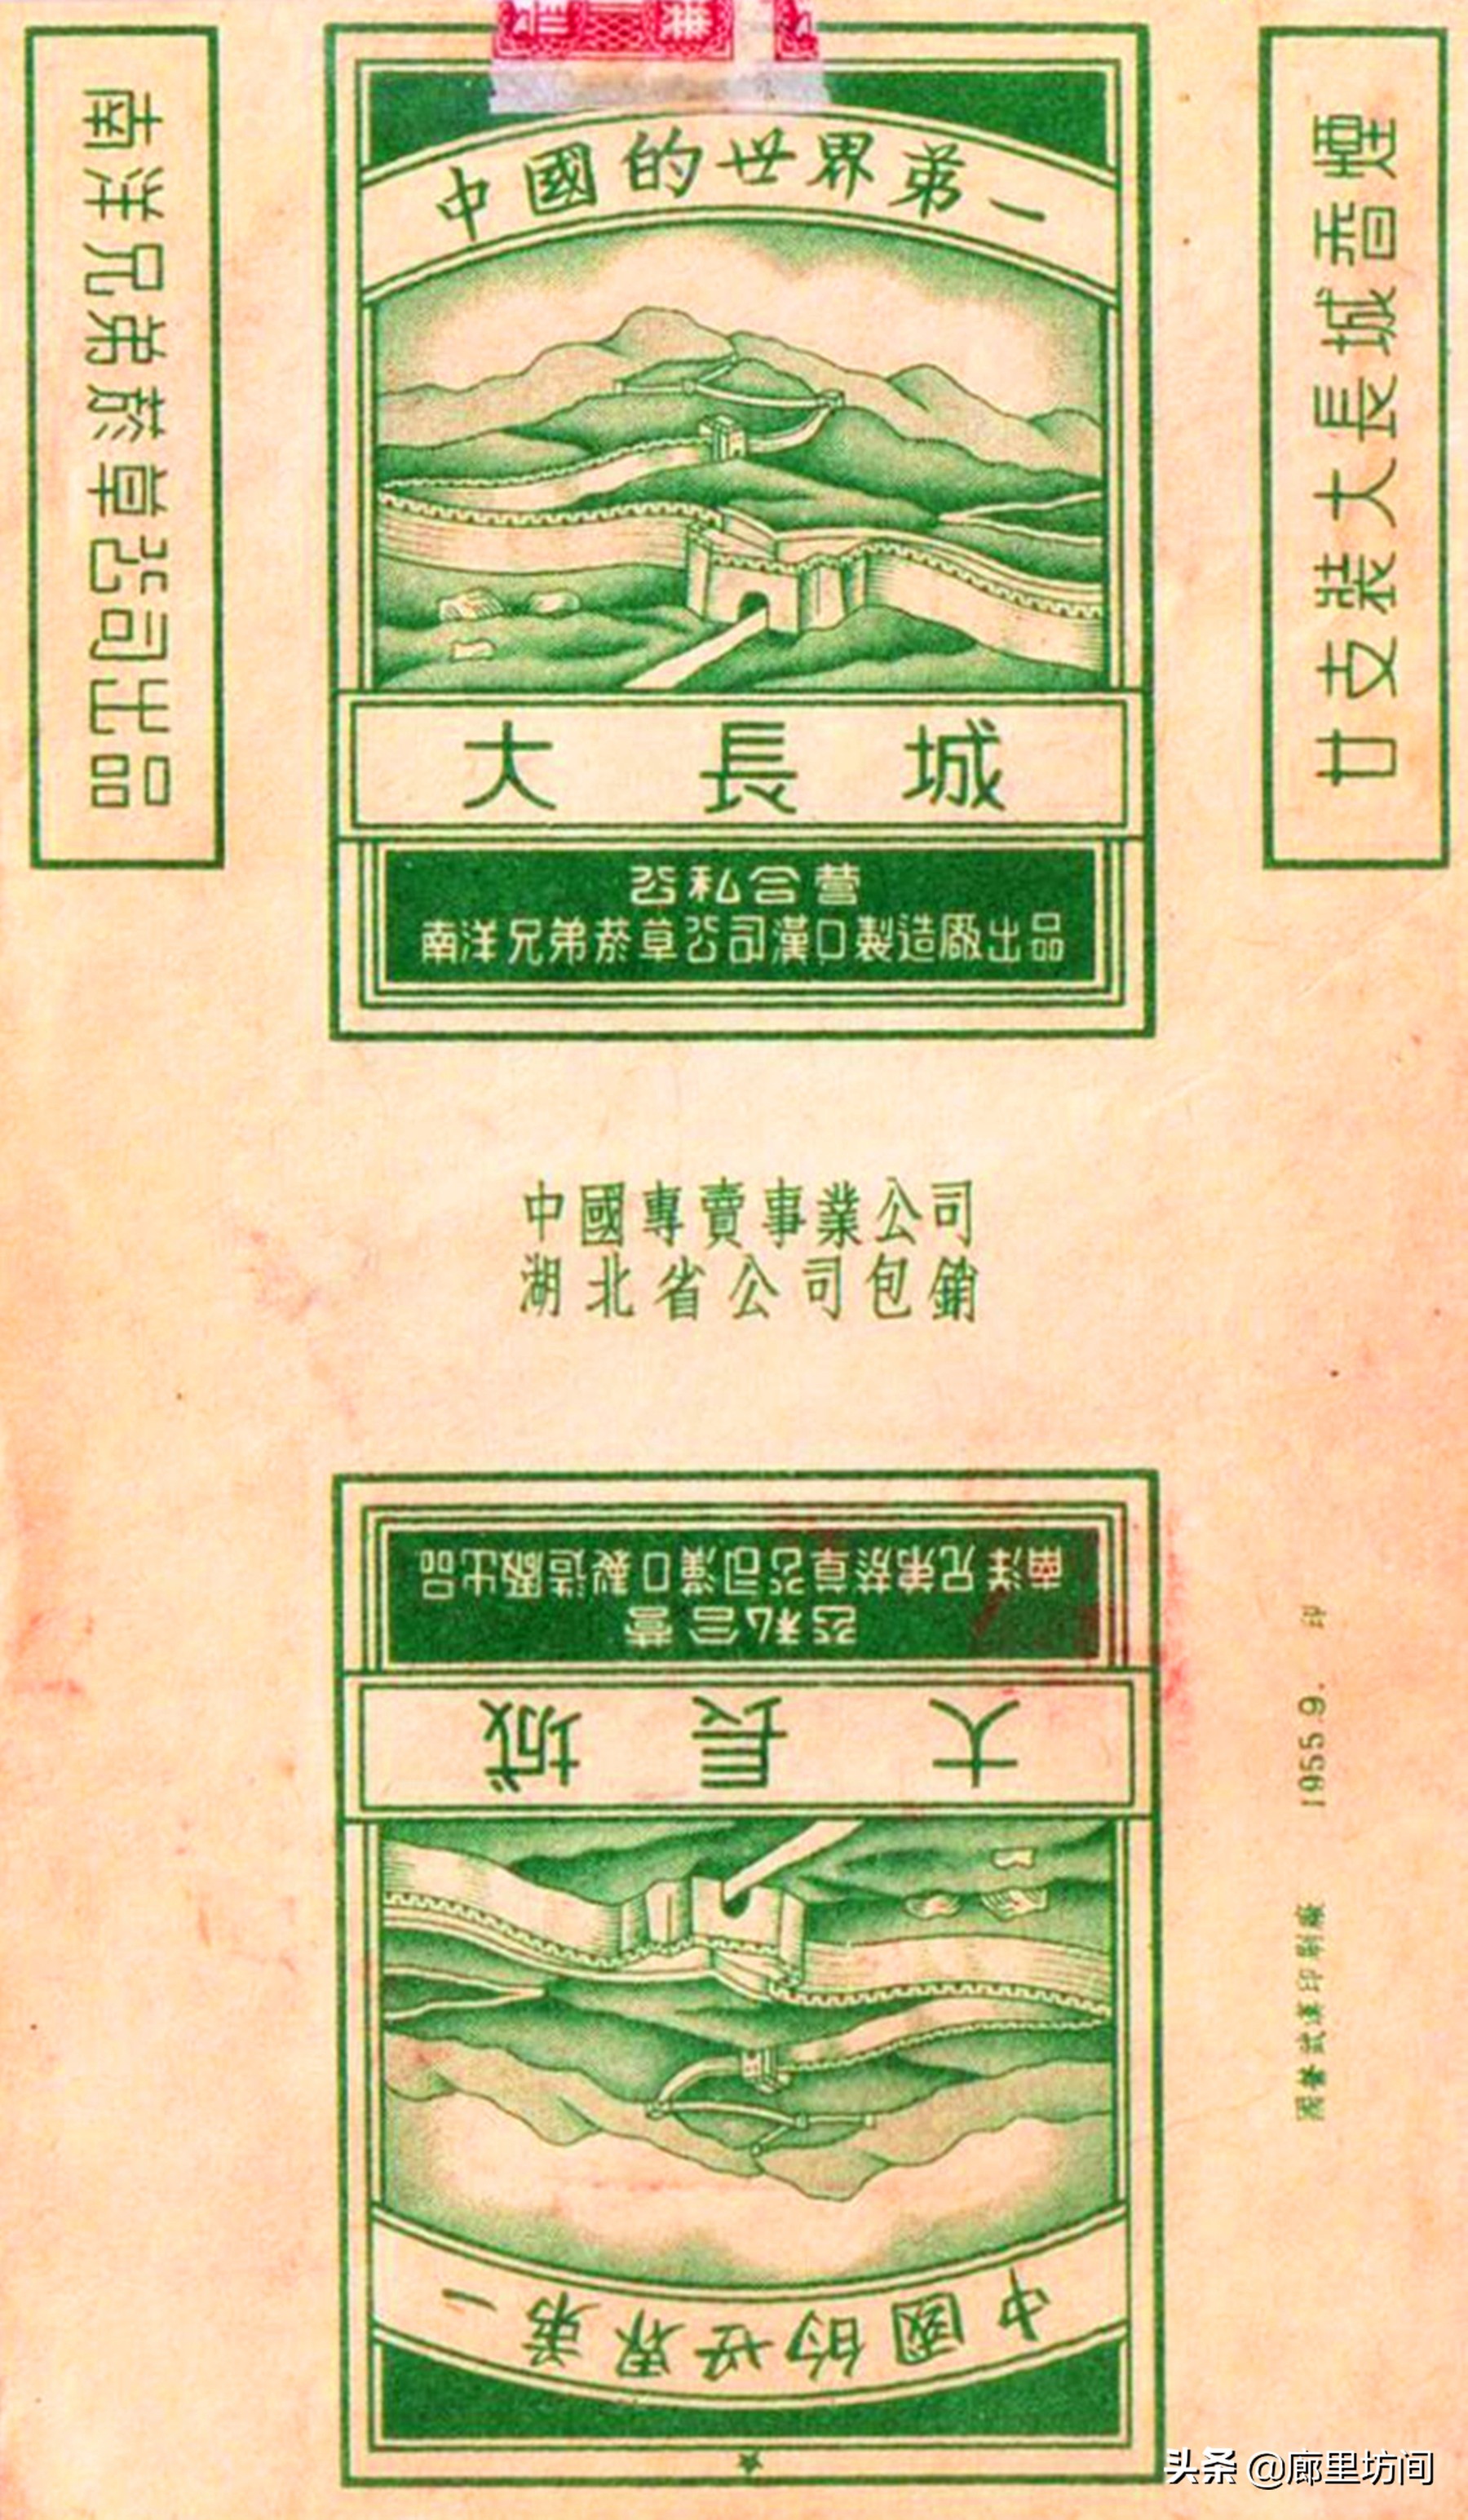 南洋兄弟菸草公司出品
中國的世界第一
大長城
公私合營
南洋兄弟菸草公司漢口製造廠出品
廿支裝大長城香煙
中國專賣事業公司
湖北省公司包銷
南洋兄弟菸草公司漢口製造廠出品
公私合營
大長城
中國的世界第一
1955.9. 印
头条 @廊里坊间